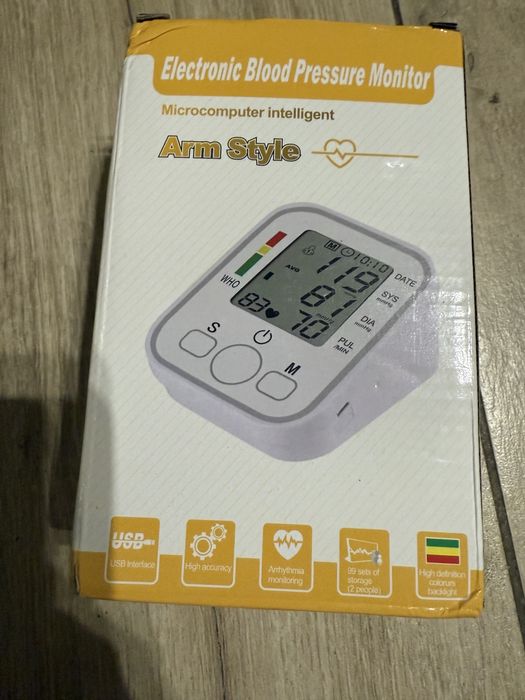 Electronic Blood Pressure Monitor
Microcomputer intelligent
Arm Style
M 10:10
DATE
AVG 119
SYS
mmHg
WHO
81
mmHg
DIA
mmHg
83 70
PUL
/MIN
S
M
USB
USB Interface
High accuracy
Arrhythmia
monitoring
99 sets of
storage
(2 people)
High definition
colorurs
backlight